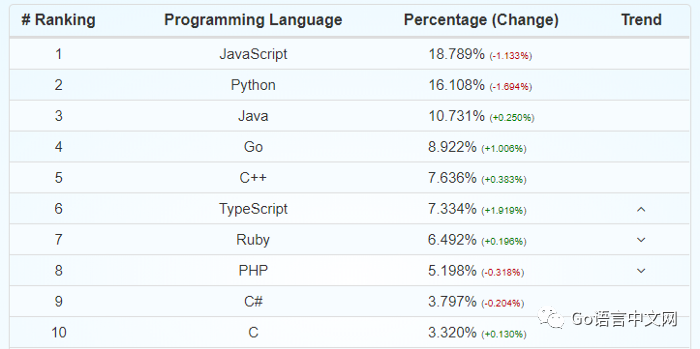 # Ranking Programming Language Percentage (Change) Trend
1 JavaScript 18.789% (-1.133%)
2 Python 16.108% (-1.694%)
3 Java 10.731% (+0.250%)
4 Go 8.922% (+1.006%)
5 C++ 7.636% (+0.383%)
6 TypeScript 7.334% (+1.919%)
7 Ruby 6.492% (+0.196%)
8 PHP 5.198% (-0.318%)
9 C# 3.797% (-0.204%)
10 C 3.320% (+0.130%)
Go语言中文网